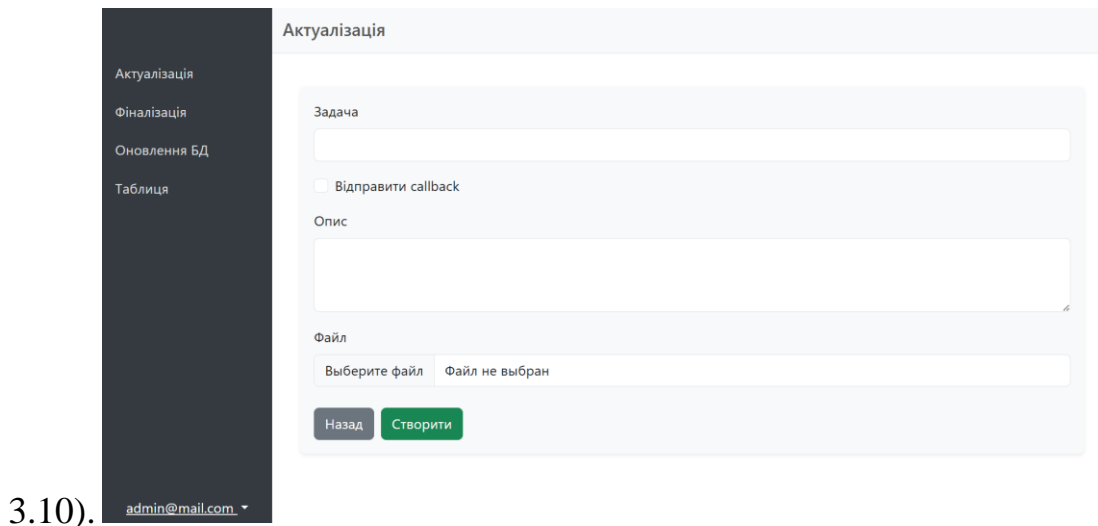 Актуалізація
Актуалізація
Фіналізація
Оновлення БД
Таблиця
Задача
Відправити callback
Опис
Файл
Выберите файл Файл не выбран
Назад Створити
3.10). admin@mail.com